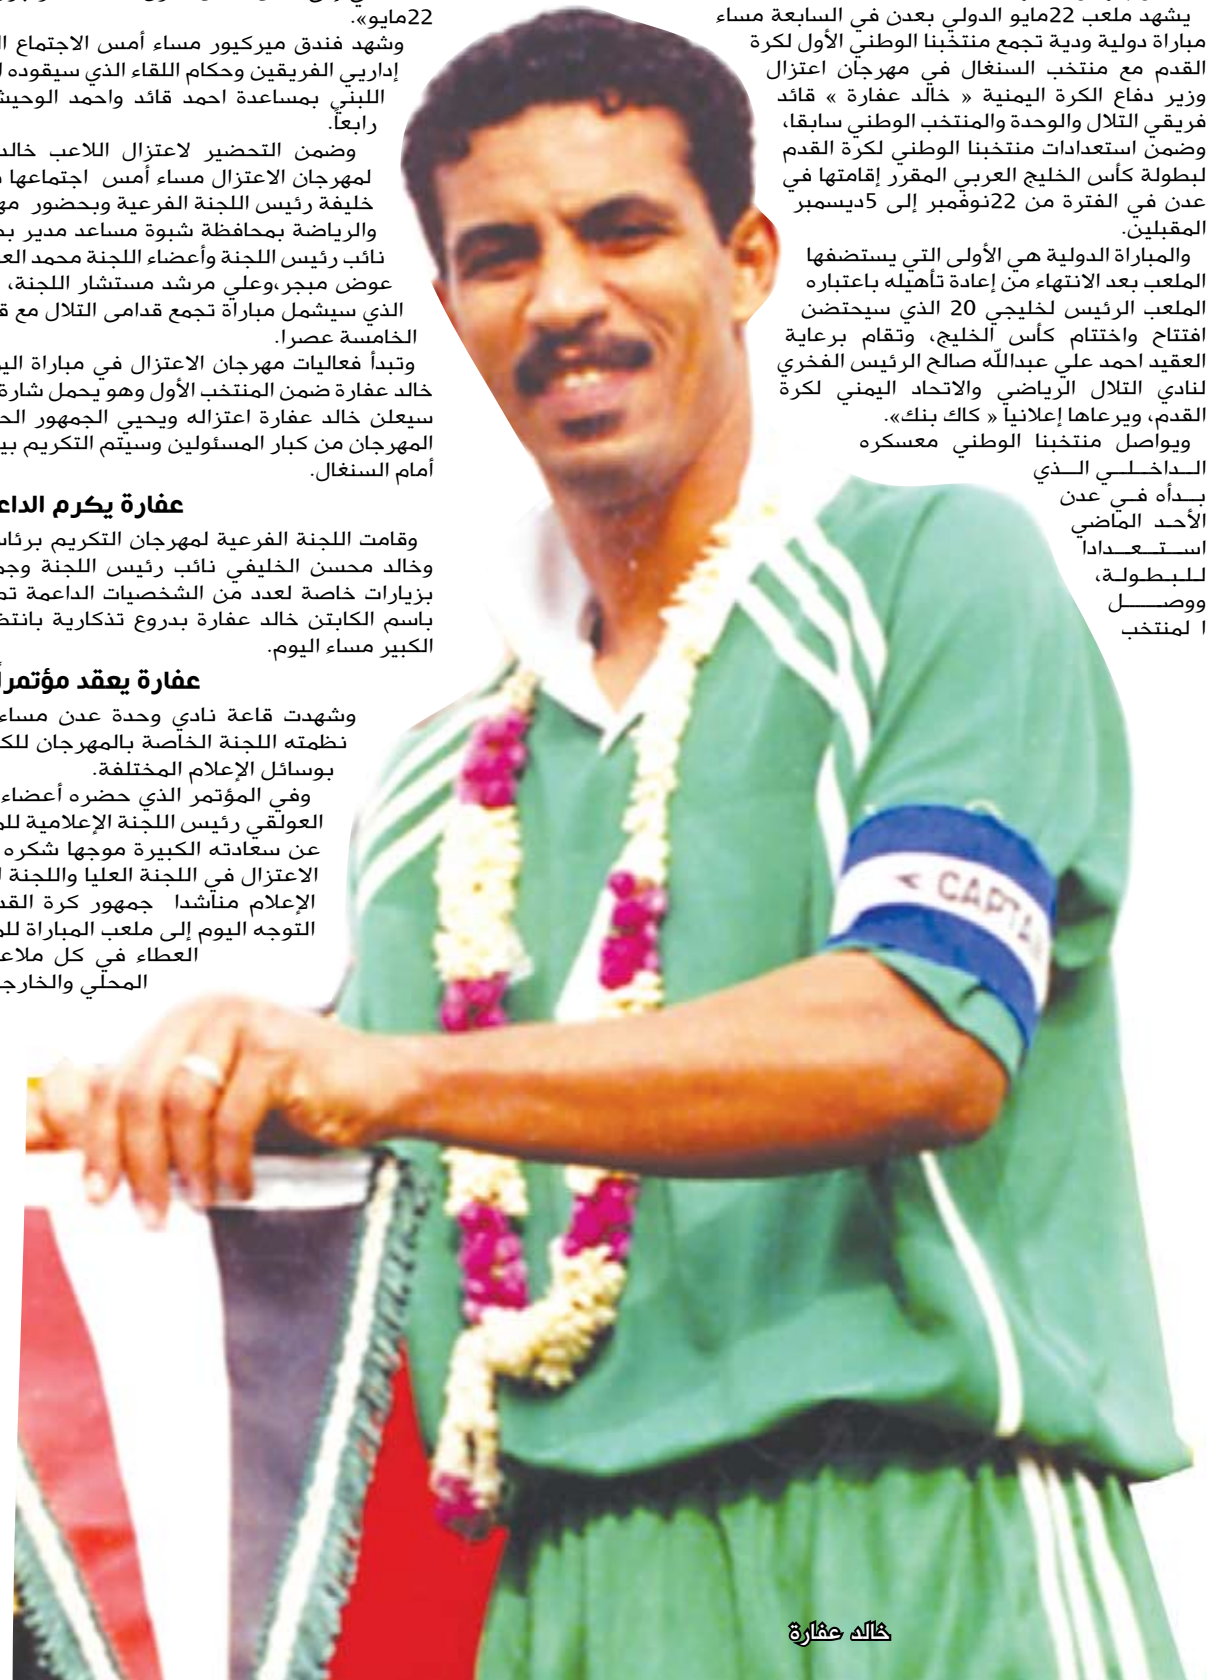 يشهد ملعب 22مايو الدولي بعدن في السابعة مساء
مباراة دولية ودية تجمع منتخبنا الوطني الأول لكرة
القدم مع منتخب السنغال في مهرجان اعتزال
وزير دفاع الكرة اليمنية « خالد عفارة » قائد
فريقي التلال والوحدة والمنتخب الوطني سابقا،
وضمن استعدادات منتخبنا الوطني لكرة القدم
لبطولة كأس الخليج العربي المقرر إقامتها في
عدن في الفترة من 22نوفمبر إلى 5ديسمبر
المقبلين.
والمباراة الدولية هي الأولى التي يستضفها
الملعب بعد الانتهاء من إعادة تأهيله باعتباره
الملعب الرئيس لخليجي 20 الذي سيحتضن
افتتاح واختتام كأس الخليج، وتقام برعاية
العقيد احمد علي عبدالله صالح الرئيس الفخري
لنادي التلال الرياضي والاتحاد اليمني لكرة
القدم، ويرعاها إعلانيا « كاك بنك».
ويواصل منتخبنا الوطني معسكره
الـداخـلـي الـذي
بـدأه فـي عدن
الأحـد الماضي
اسـتـعـدادا
لـلـبـطـولـة،
ووصـــــل
ا لمنتخب
22مايو».
وشهد فندق ميركيور مساء أمس الاجتماع
إداريي الفريقين وحكام اللقاء الذي سيقوده
اللبني بمساعدة احمد قائد واحمد
رابعاً.
وضمن التحضير لاعتزال اللاعب خالد
لمهرجان الاعتزال مساء أمس اجتماعها
خليفة رئيس اللجنة الفرعية وبحضور
والرياضة بمحافظة شبوة مساعد مدير
نائب رئيس اللجنة وأعضاء اللجنة محمد
عوض مبجر،وعلي مرشد مستشار اللجنة،
الذي سيشمل مباراة تجمع قدامى التلال مع
الخامسة عصرا.
وتبدأ فعاليات مهرجان الاعتزال في مباراة
خالد عفارة ضمن المنتخب الأول وهو يحمل شارة
سيعلن خالد عفارة اعتزاله ويحيي الجمهور
المهرجان من كبار المسئولين وسيتم التكريم
أمام السنغال.
عفارة يكرم
وقامت اللجنة الفرعية لمهرجان التكريم
وخالد محسن الخليفي نائب رئيس اللجنة
بزيارات خاصة لعدد من الشخصيات الداعمة
باسم الكابتن خالد عفارة بدروع تذكارية
الكبير مساء اليوم.
عفارة يعقد
وشهدت قاعة نادي وحدة عدن مساء
نظمته اللجنة الخاصة بالمهرجان
بوسائل الإعلام المختلفة.
وفي المؤتمر الذي حضره أعضاء
العولقي رئيس اللجنة الإعلامية
عن سعادته الكبيرة موجها شكره
الاعتزال في اللجنة العليا واللجنة
الإعلام مناشدا جمهور كرة
التوجه اليوم إلى ملعب المباراة
العطاء في كل
المحلي
< CAPTA
خالد عفارة